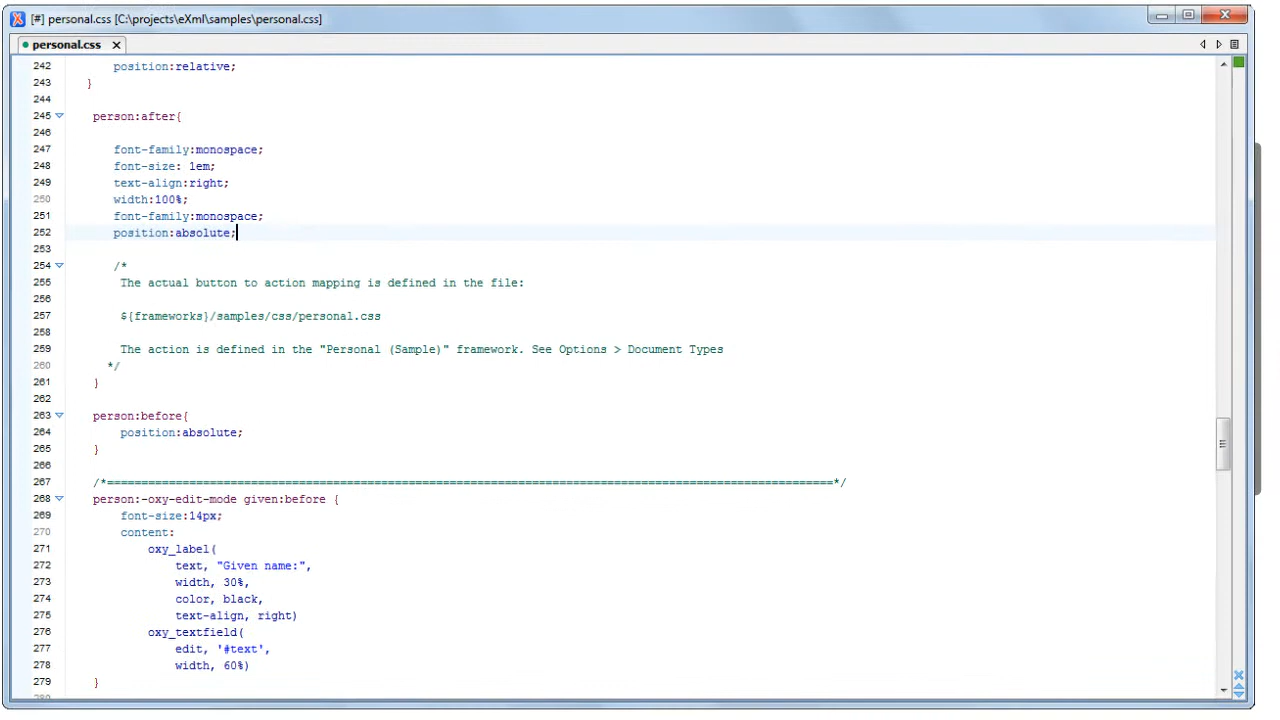 [#] personal.css [C:\projects\eXml\samples\personal.css]
personal.css
242 position:relative;
243 }
244
245 person:after{
246
247 font-family:monospace;
248 font-size: 1em;
249 text-align:right;
250 width:100%;
251 font-family:monospace;
252 position:absolute;
253
254 /*
255 The actual button to action mapping is defined in the file:
256
257 ${frameworks}/samples/css/personal.css
258
259 The action is defined in the "Personal (Sample)" framework. See Options > Document Types
260 */
261 }
262
263 person:before{
264 position:absolute;
265 }
266
267 /*==========================================================================================================*/
268 person:-oxy-edit-mode given:before {
269 font-size:14px;
270 content:
271 oxy_label(
272 text, "Given name:",
273 width, 30%,
274 color, black,
275 text-align, right)
276 oxy_textfield(
277 edit, '#text',
278 width, 60%)
279 }
280